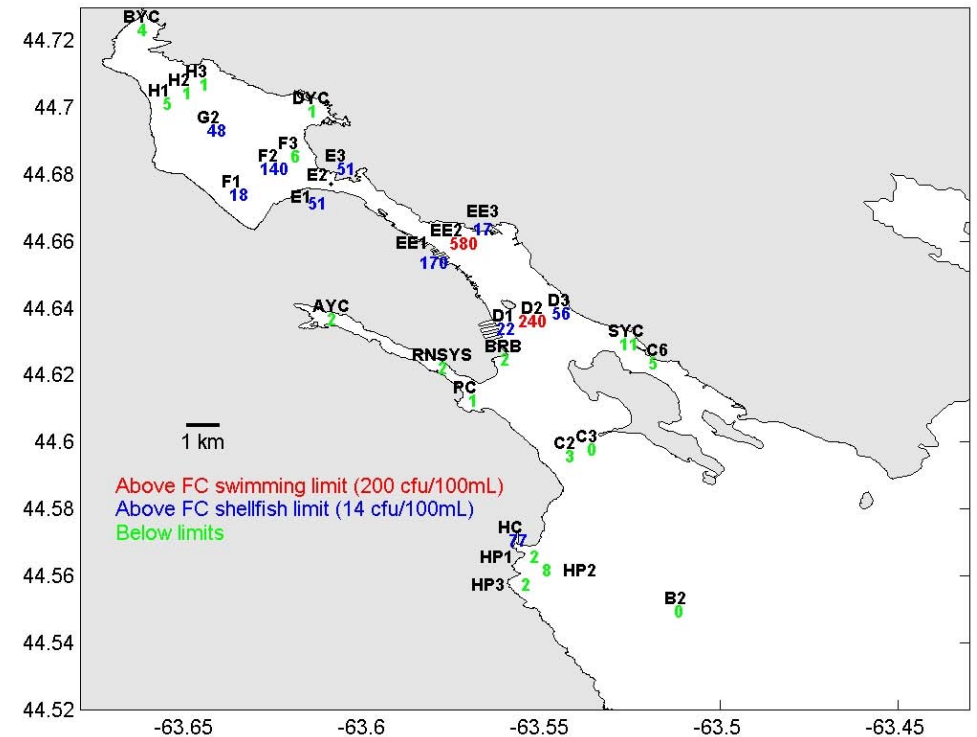 44.72
44.7
44.68
44.66
44.64
44.62
44.6
44.58
44.56
44.54
44.52
-63.65
-63.6
-63.55
-63.5
-63.45
BYC
4
H3
1
H2
1
H1
5
DYC
1
G2
48
F3
6
F2
140
E3
51
E2
F1
18
E1
51
EE3
17
EE2
580
EE1
170
D3
56
D2
240
D1
22
AYC
2
SYC
11
BRB
2
C6
5
RNSYS
2
PC
1
C3
0
C2
3
1 km
Above FC swimming limit (200 cfu/100mL)
Above FC shellfish limit (14 cfu/100mL)
Below limits
HC
77
HP1
2
HP2
8
HP3
2
B2
0